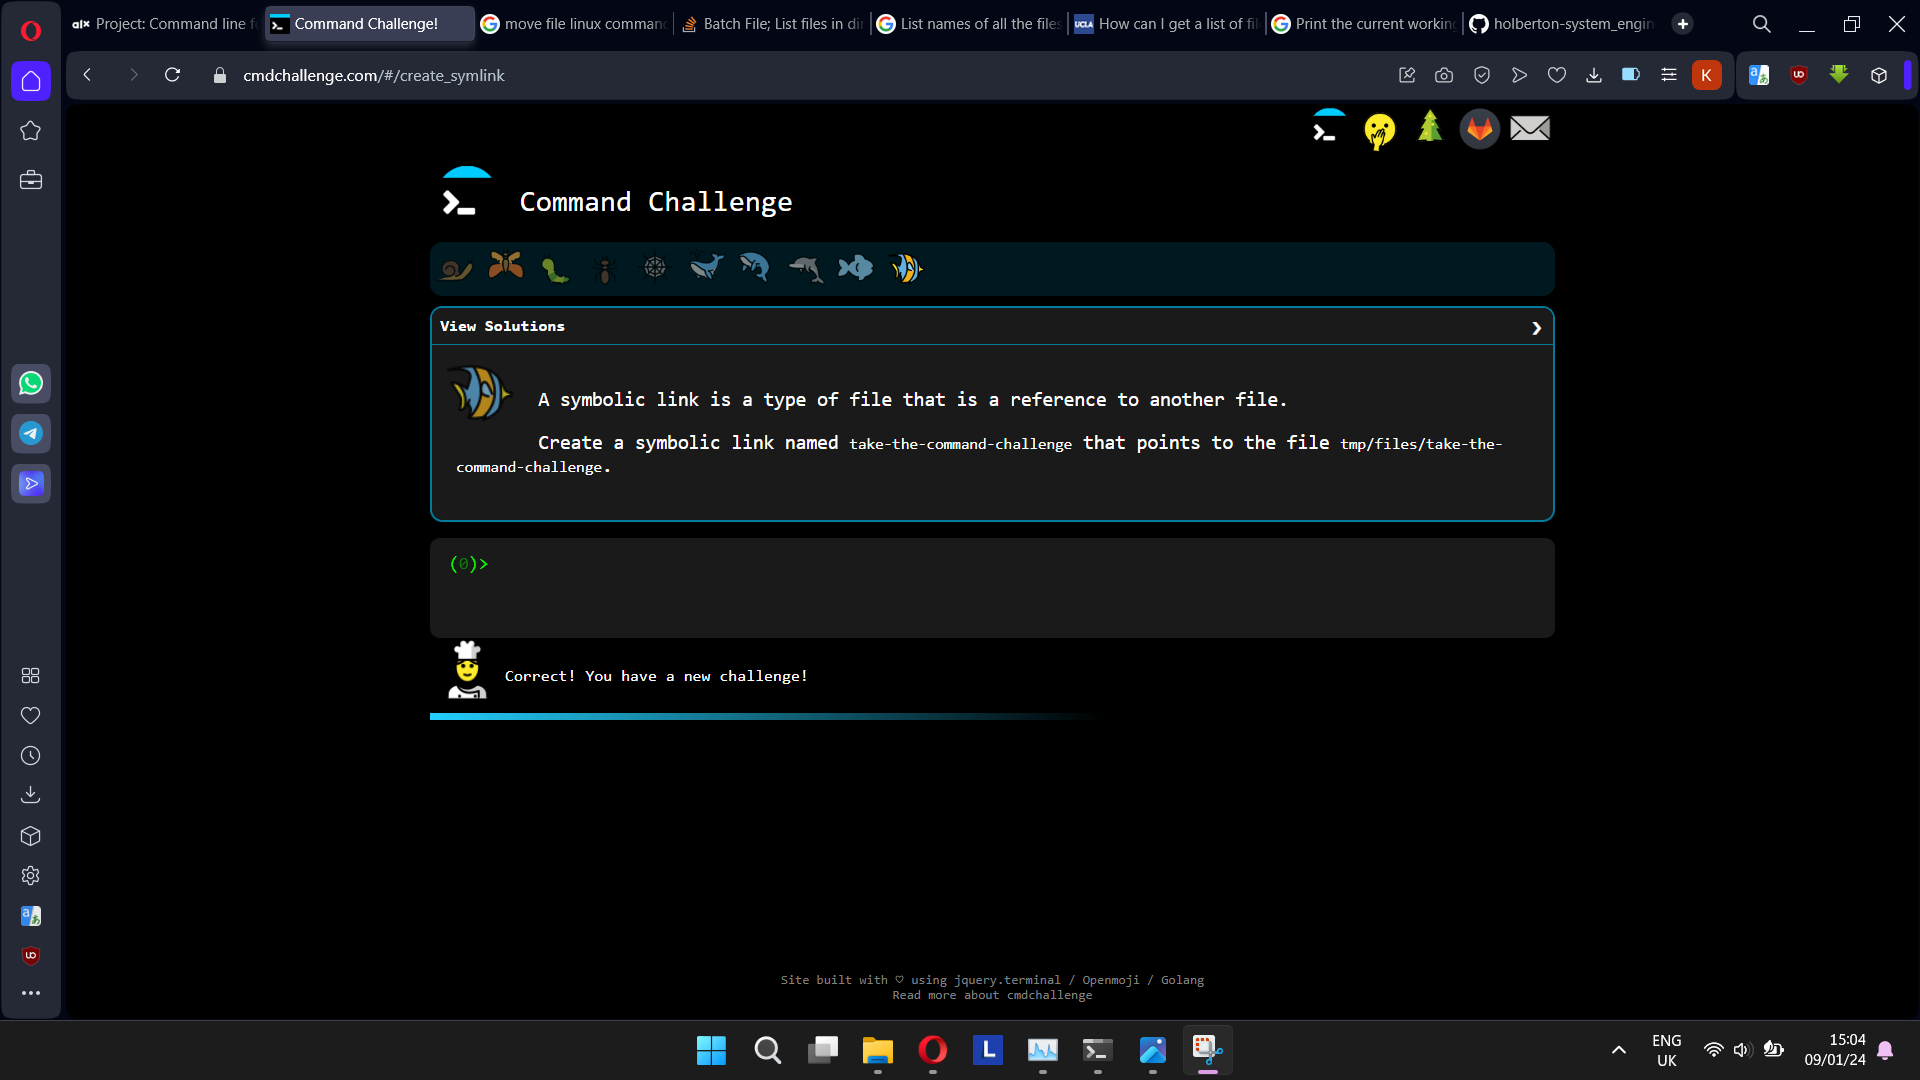 alx Project: Command line f
Command Challenge!
move file linux comman
Batch File; List files in di
List names of all the files
UCLA How can I get a list of fi
Print the current workin
holberton-system_engin
cmdchallenge.com/#/create_symlink
K
Command Challenge
View Solutions
A symbolic link is a type of file that is a reference to another file.
Create a symbolic link named take-the-command-challenge that points to the file tmp/files/take-the-
command-challenge.
(0)>
Correct! You have a new challenge!
Site built with ♡ using jquery.terminal / Openmoji / Golang
Read more about cmdchallenge
L
ENG
UK
15:04
09/01/24